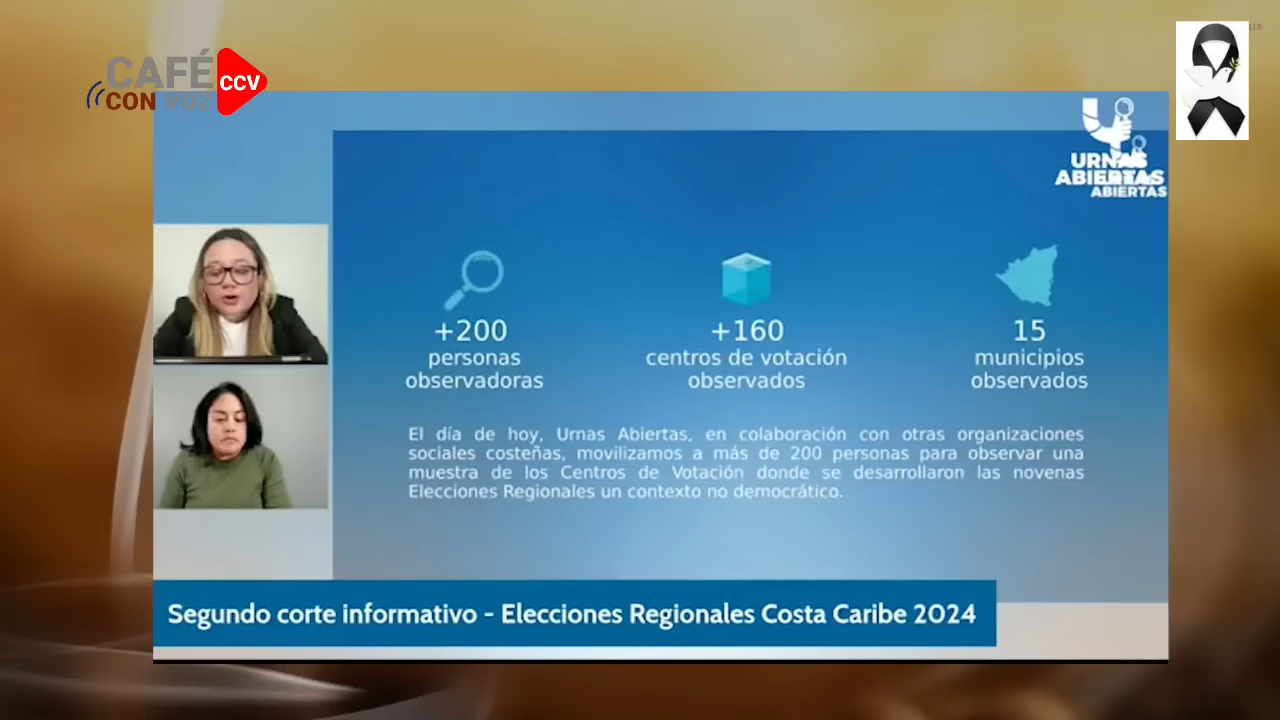 CAFÉ
CON VOZ
CCV
URNAS
ABIERTAS
ABIERTAS
+200
personas
observadoras
+160
centros de votación
observados
15
municipios
observados
El día de hoy, Urnas Abiertas, en colaboración con otras organizaciones
sociales costeñas, movilizamos a más de 200 personas para observar una
muestra de los Centros de Votación donde se desarrollaron las novenas
Elecciones Regionales un contexto no democrático.
Segundo corte informativo - Elecciones Regionales Costa Caribe 2024